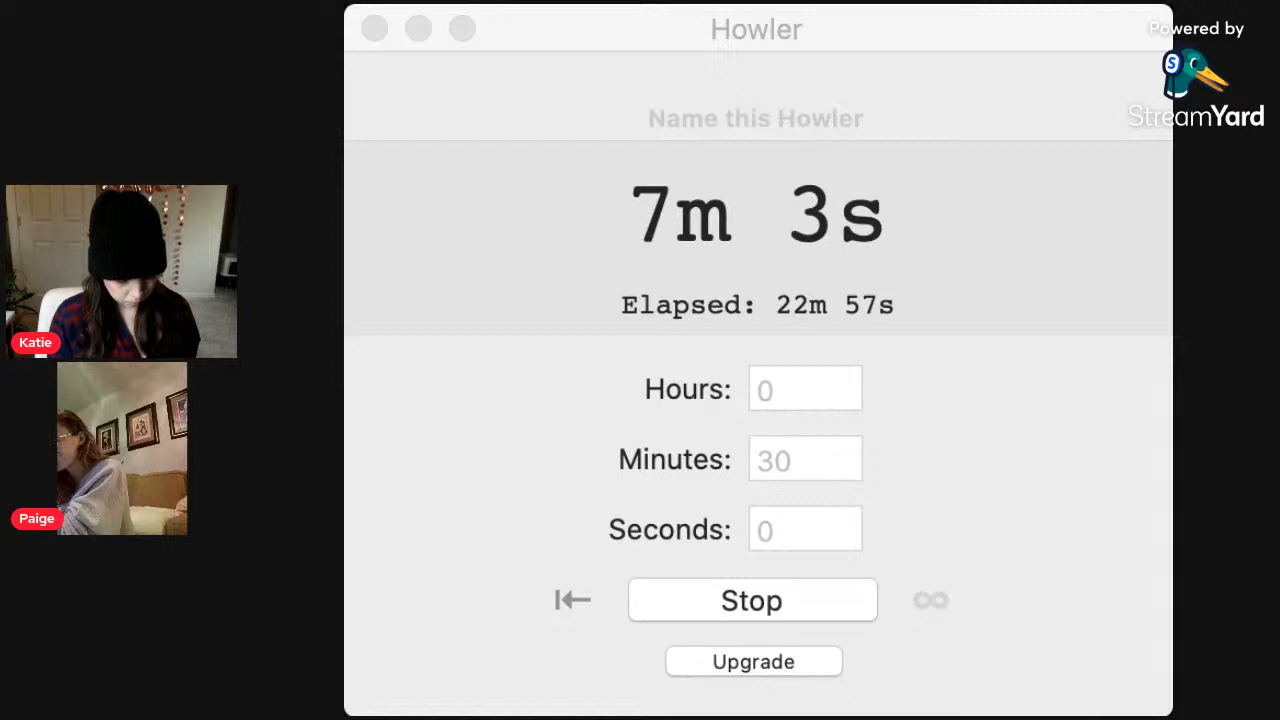 Howler
Powered by
StreamYard
Name this Howler
7m 3s
Elapsed: 22m 57s
Katie
Paige
Hours: 0
Minutes: 30
Seconds: 0
Stop
Upgrade